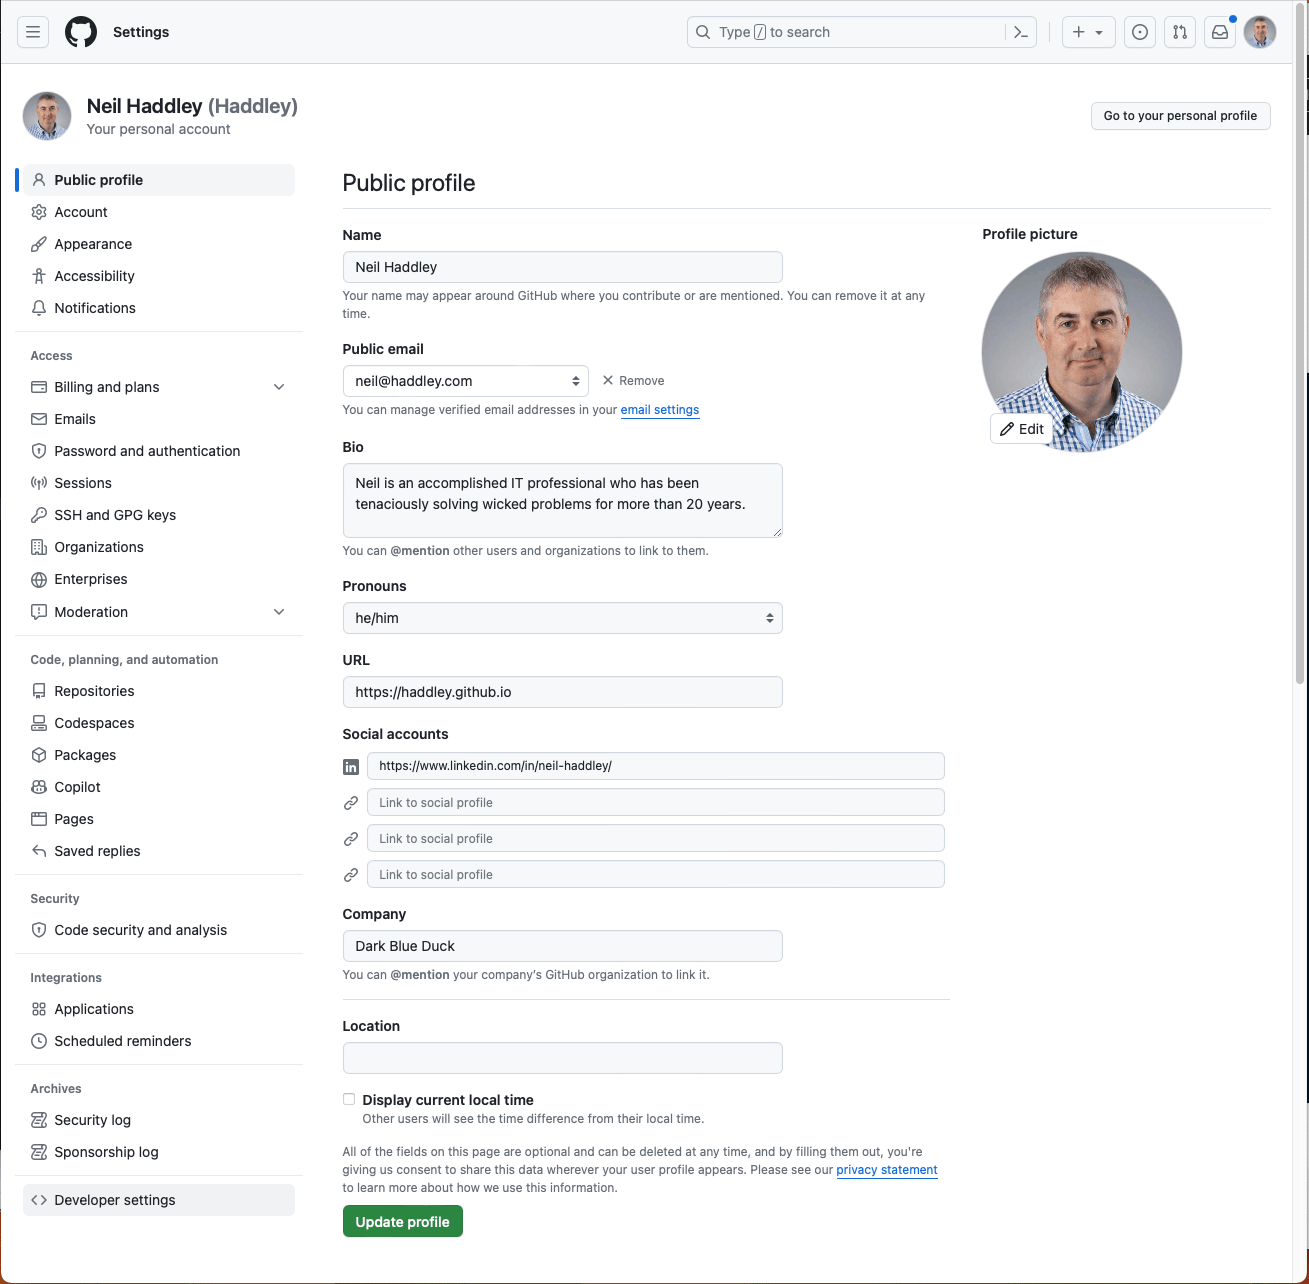 Settings
Type / to search
Neil Haddley (Haddley)
Your personal account
Go to your personal profile
Public profile
Account
Appearance
Accessibility
Notifications
Access
Billing and plans
Emails
Password and authentication
Sessions
SSH and GPG keys
Organizations
Enterprises
Moderation
Code, planning, and automation
Repositories
Codespaces
Packages
Copilot
Pages
Saved replies
Security
Code security and analysis
Integrations
Applications
Scheduled reminders
Archives
Security log
Sponsorship log
Developer settings
Public profile
Name
Neil Haddley
Your name may appear around GitHub where you contribute or are mentioned. You can remove it at any
time.
Public email
neil@haddley.com
Remove
You can manage verified email addresses in your email settings
Bio
Neil is an accomplished IT professional who has been
tenaciously solving wicked problems for more than 20 years.
You can @mention other users and organizations to link to them.
Pronouns
he/him
URL
https://haddley.github.io
Social accounts
in
https://www.linkedin.com/in/neil-haddley/
Link to social profile
Link to social profile
Link to social profile
Company
Dark Blue Duck
You can @mention your company's GitHub organization to link it.
Location
Display current local time
Other users will see the time difference from their local time.
All of the fields on this page are optional and can be deleted at any time, and by filling them out, you're
giving us consent to share this data wherever your user profile appears. Please see our privacy statement
to learn more about how we use this information.
Update profile
Profile picture
Edit